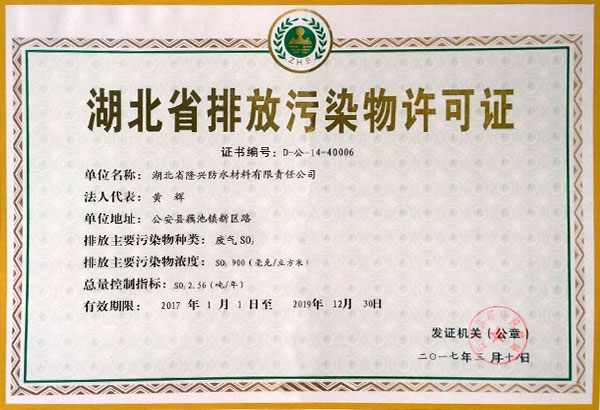 ZHB
湖北省排放污染物许可证
证书编号：D-公-14-40006
单位名称：湖北省隆兴防水材料有限责任公司
法人代表：黄 辉
单位地址：公安县藕池镇新区路
排放主要污染物种类：废气SO₂
排放主要污染物浓度：SO₂ 900（毫克/立方米）
总量控制指标：SO₂ 2.56（吨/年）
有效期限：2017 年 1 月 1 日至 2019年 12月 30日
发证机关（公章）
二〇一七年三月十日